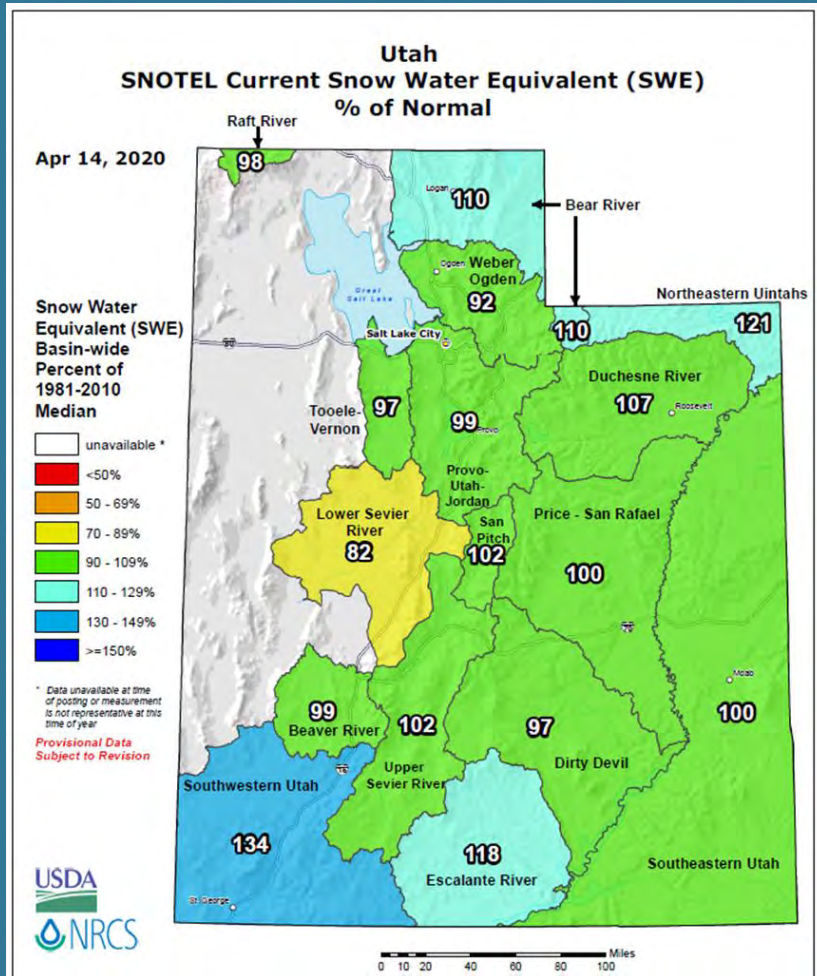 Utah
SNOTEL Current Snow Water Equivalent (SWE)
% of Normal
Raft River
Apr 14, 2020
98
Logan
110
Bear River
Ogden
Weber
Ogden
92
Great
Salt Lake
Northeastern Uintahs
110
121
80
Salt Lake City
Snow Water
Equivalent (SWE)
Basin-wide
Percent of
1981-2010
Median
unavailable *
<50%
50 - 69%
70 - 89%
90 - 109%
110 - 129%
130 - 149%
>=150%
* Data unavailable at time
of posting or measurement
is not representative at this
time of year
Provisional Data
Subject to Revision
Tooele-
Vernon
97
99
Provo
Provo-
Utah-
Jordan
Duchesne River
107
Roosevelt
Lower Sevier
River
82
San
Pitch
102
Price - San Rafael
100
70
Moab
100
99
Beaver River
102
Upper
Sevier River
97
Dirty Devil
Southwestern Utah
15
134
St. George
118
Escalante River
Southeastern Utah
USDA
NRCS
Miles
0 10 20 40 60 80 100